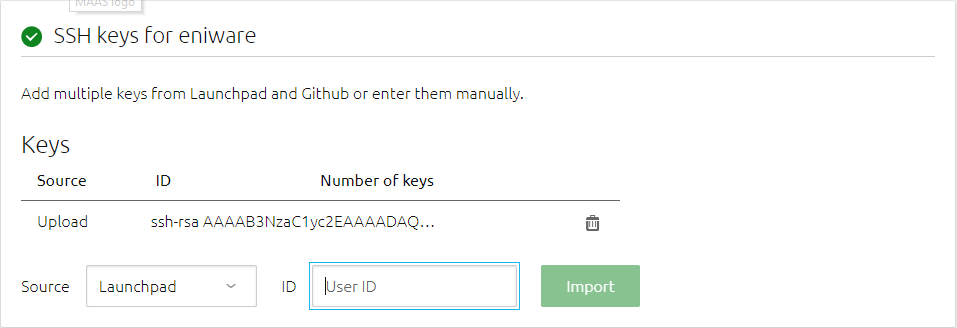 MAAS logo
SSH keys for eniware
Add multiple keys from Launchpad and Github or enter them manually.
Keys
Source ID Number of keys
Upload ssh-rsa AAAAB3NzaC1yc2EAAAADAQ...
Source Launchpad ID User ID Import